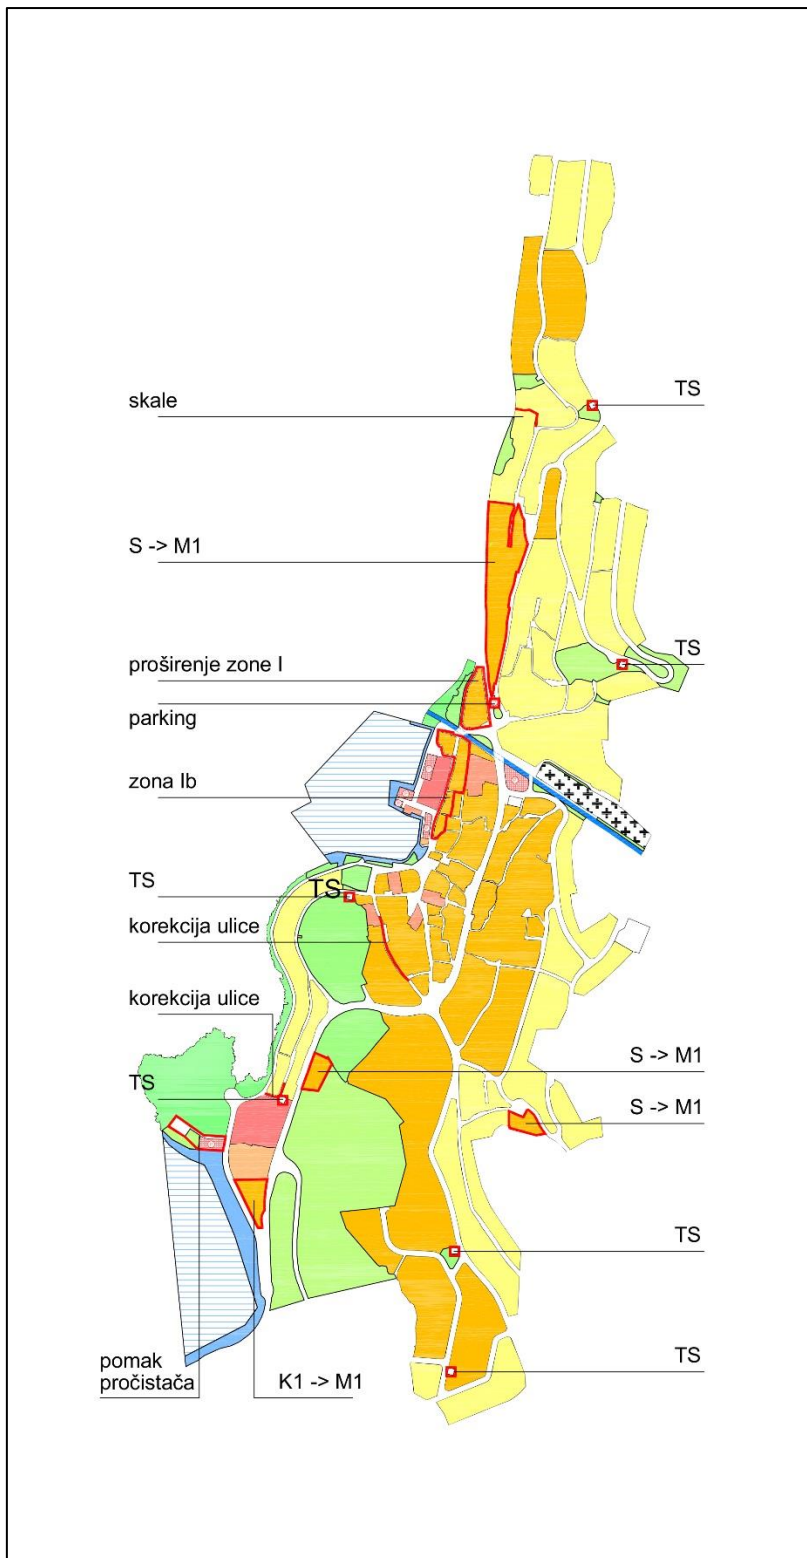 skale
TS
S -> M1
TS
proširenje zone I
parking
zona Ib
TS
TS
korekcija ulice
korekcija ulice
S -> M1
TS
S -> M1
TS
pomak
pročistača
K1 -> M1
TS